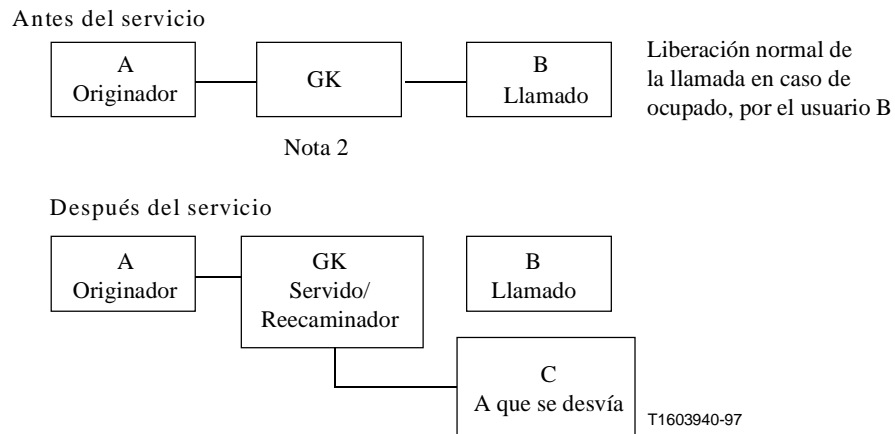 Antes del servicio
A
Originador
GK
B
Llamado
Liberación normal de
la llamada en caso de
ocupado, por el usuario B
Nota 2
Después del servicio
A
Originador
GK
Servido/
Reecaminador
B
Llamado
C
A que se desvía
T1603940-97